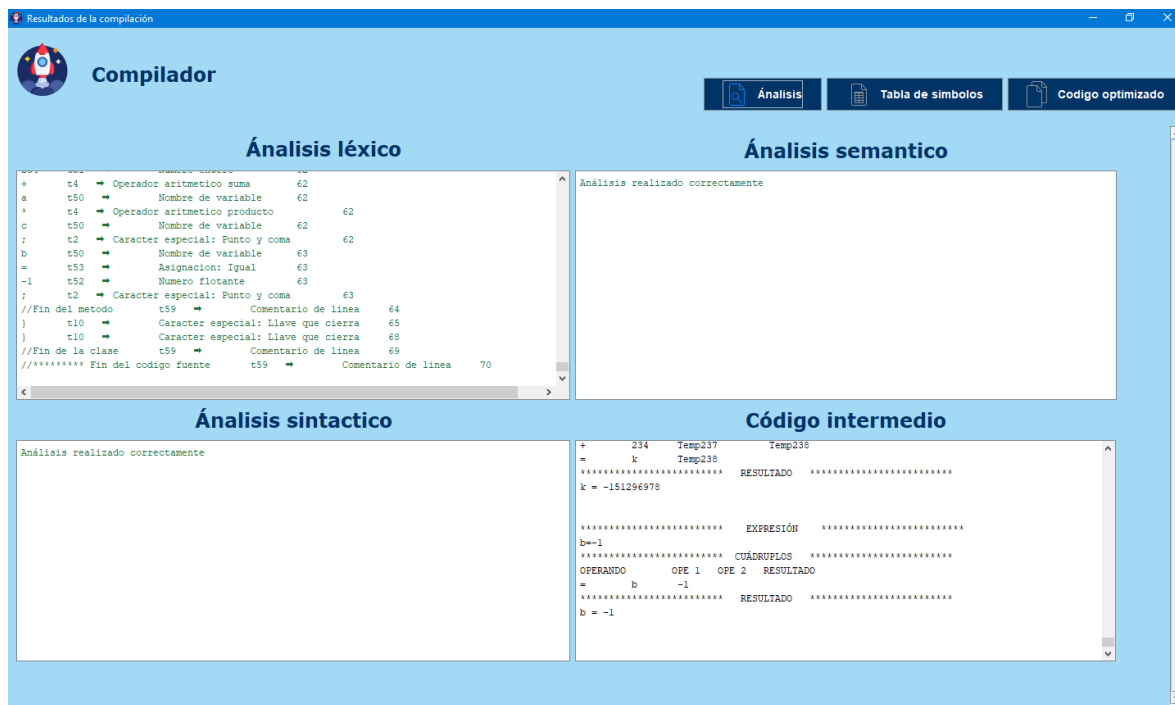 Resultados de la compilación
Compilador
Ánalisis
Tabla de simbolos
Codigo optimizado
Ánalisis léxico
+ t4 ➡ Operador aritmetico suma 62
a t50 ➡ Nombre de variable 62
* t4 ➡ Operador aritmetico producto 62
c t50 ➡ Nombre de variable 62
; t2 ➡ Caracter especial: Punto y coma 62
b t50 ➡ Nombre de variable 63
= t53 ➡ Asignacion: Igual 63
-1 t52 ➡ Numero flotante 63
; t2 ➡ Caracter especial: Punto y coma 63
//Fin del metodo t59 ➡ Comentario de linea 64
} t10 ➡ Caracter especial: Llave que cierra 65
} t10 ➡ Caracter especial: Llave que cierra 68
//Fin de la clase t59 ➡ Comentario de linea 69
//********* Fin del codigo fuente t59 ➡ Comentario de linea 70
Ánalisis semantico
Análisis realizado correctamente
Ánalisis sintactico
Análisis realizado correctamente
Código intermedio
+ 234 Temp237 Temp238
= k Temp238
************************* RESULTADO *************************
k = -151296978
************************* EXPRESIÓN *************************
b=-1
************************* CUÁDRUPLOS *************************
OPERANDO OPE 1 OPE 2 RESULTADO
= b -1
************************* RESULTADO *************************
b = -1